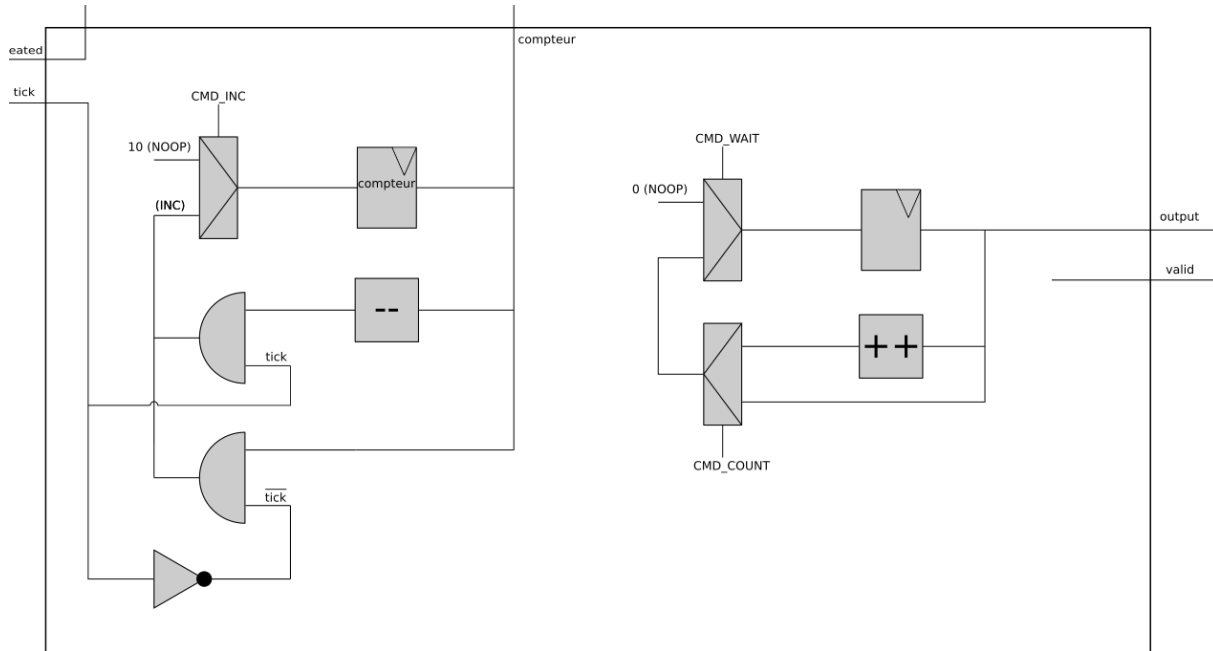 compteur
eated
tick
CMD_INC
10 (NOOP)
compteur
(INC)
--
tick
tick
CMD_WAIT
0 (NOOP)
output
valid
++
CMD_COUNT